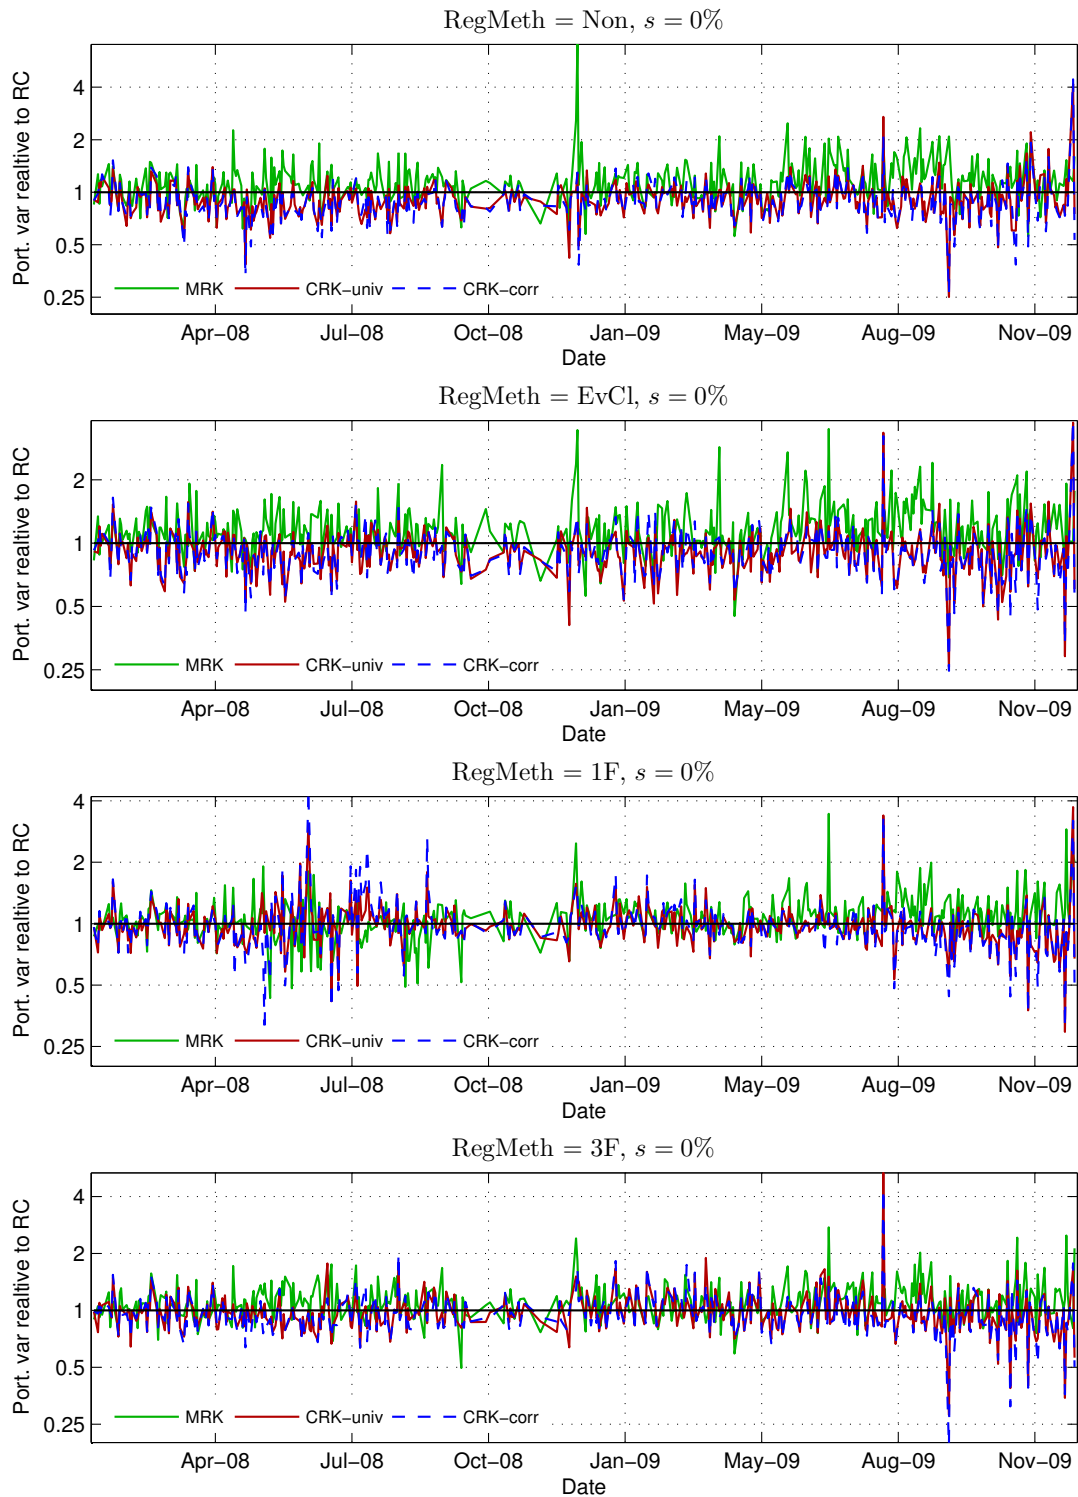 RegMeth = Non, s = 0%
Port. var realtive to RC
4
2
1
0.5
0.25
MRK CRK−univ CRK−corr
Apr−08 Jul−08 Oct−08 Jan−09 May−09 Aug−09 Nov−09
Date
RegMeth = EvCl, s = 0%
Port. var realtive to RC
2
1
0.5
0.25
MRK CRK−univ CRK−corr
Apr−08 Jul−08 Oct−08 Jan−09 May−09 Aug−09 Nov−09
Date
RegMeth = 1F, s = 0%
Port. var realtive to RC
4
2
1
0.5
0.25
MRK CRK−univ CRK−corr
Apr−08 Jul−08 Oct−08 Jan−09 May−09 Aug−09 Nov−09
Date
RegMeth = 3F, s = 0%
Port. var realtive to RC
4
2
1
0.5
0.25
MRK CRK−univ CRK−corr
Apr−08 Jul−08 Oct−08 Jan−09 May−09 Aug−09 Nov−09
Date